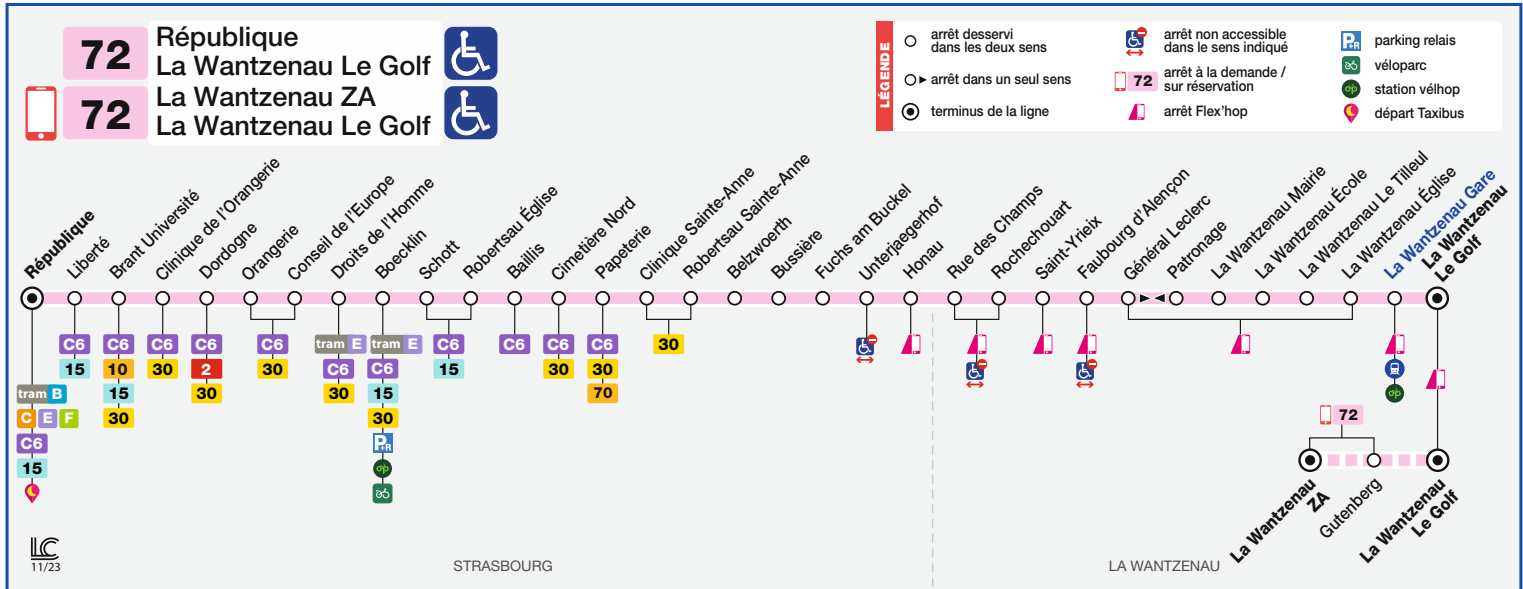 72
République
La Wantzenau Le Golf
72
La Wantzenau ZA
La Wantzenau Le Golf
LÉGENDE
arrêt desservi
dans les deux sens
arrêt dans un seul sens
terminus de la ligne
arrêt non accessible
dans le sens indiqué
72
arrêt à la demande /
sur réservation
arrêt Flex'hop
P+R
parking relais
véloparc
station vélhop
départ Taxibus
République
Liberté
Brant Université
Clinique de l'Orangerie
Dordogne
Orangerie
Conseil de l'Europe
Droits de l'Homme
Boecklin
Schott
Robertsau Église
Baillis
Cimetière Nord
Papeterie
Clinique Sainte-Anne
Robertsau Sainte-Anne
Belzwoerth
Bussière
Fuchs am Buckel
Unterjaegerhof
Honau
Rue des Champs
Rochechouart
Saint-Yrieix
Faubourg d'Alençon
Général Leclerc
Patronage
La Wantzenau Mairie
La Wantzenau École
La Wantzenau Le Tilleul
La Wantzenau Église
La Wantzenau Gare
La Wantzenau
Le Golf
tram B
C E F
C6
15
C6
15
C6
10
15
30
C6
30
C6
2
30
C6
30
tram E
C6
30
tram E
C6
15
30
P+R
C6
15
C6
C6
30
C6
30
70
30
72
La Wantzenau
ZA
Gutenberg
La Wantzenau
Le Golf
LC
11/23
STRASBOURG
LA WANTZENAU